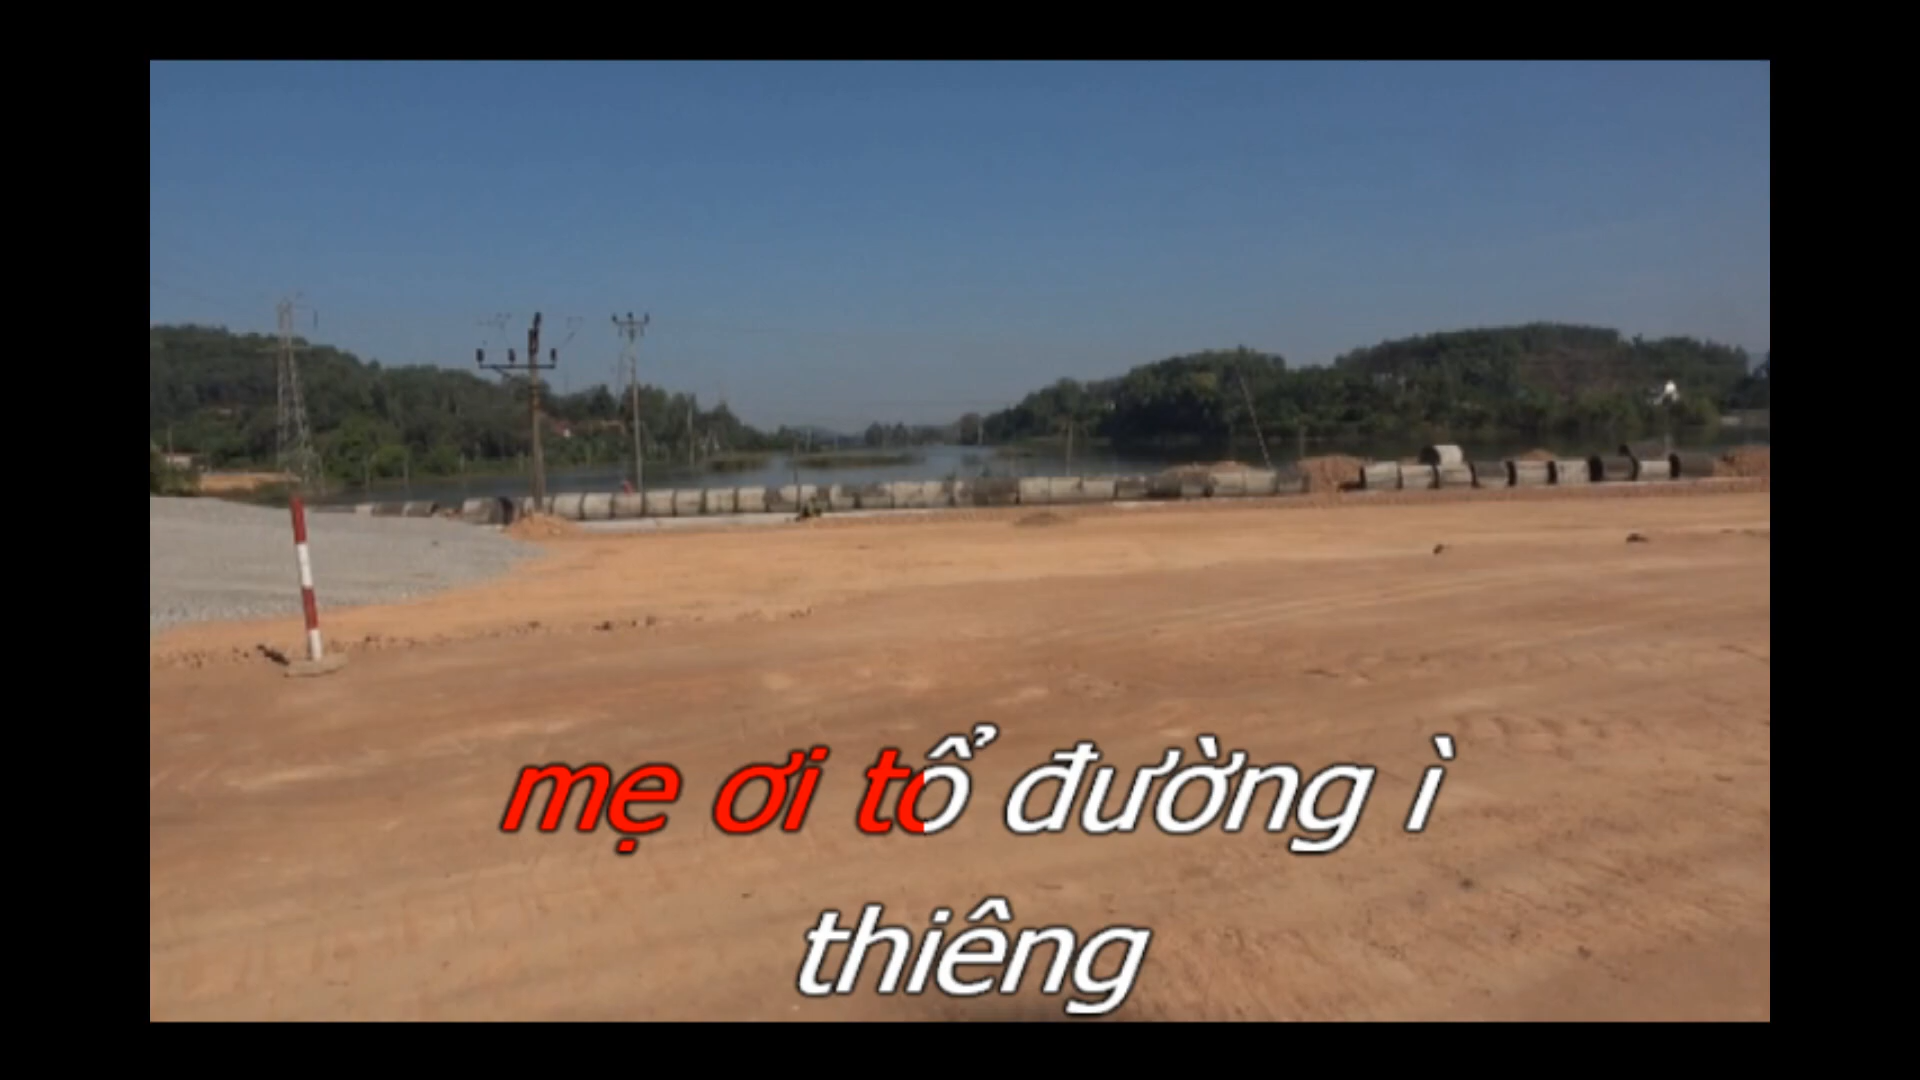 mẹ ơi tổ đường ì
thiêng